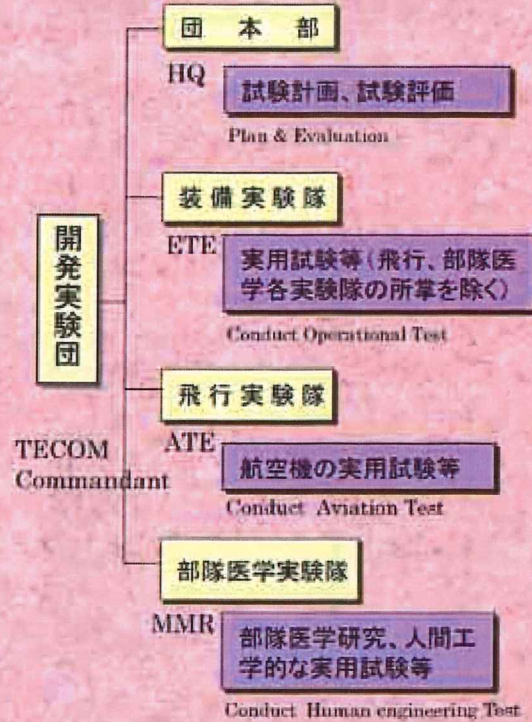 団本部
HQ
試験計画、試験評価
Plan & Evaluation
装備実験隊
ETE
実用試験等(飛行、部隊医
学各実験隊の所掌を除く)
Conduct Operational Test
開発実験団
TECOM
Commandant
飛行実験隊
ATE
航空機の実用試験等
Conduct Aviation Test
部隊医学実験隊
MMR
部隊医学研究、人間工
学的な実用試験等
Conduct Human engineering Test